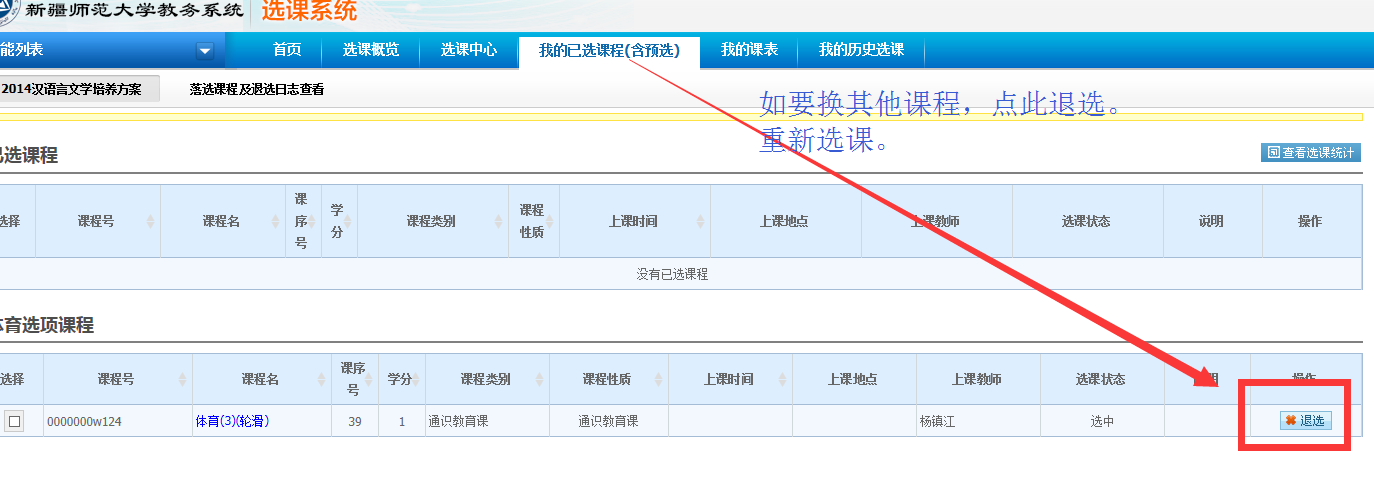 新疆师范大学教务系统 选课系统
能列表 首页 选课概览 选课中心 我的已选课程(含预选) 我的课表 我的历史选课
2014汉语言文学培养方案 落选课程及退选日志查看
如要换其他课程，点此退选。
重新选课。
已选课程 查看选课统计
选择 课程号 课程名 课序号 学分 课程类别 课程性质 上课时间 上课地点 上课教师 选课状态 说明 操作
没有已选课程
体育选项课程
选择 课程号 课程名 课序号 学分 课程类别 课程性质 上课时间 上课地点 上课教师 选课状态 说明 操作
0000000w124 体育(3)(轮滑) 39 1 通识教育课 通识教育课 杨镇江 选中 退选